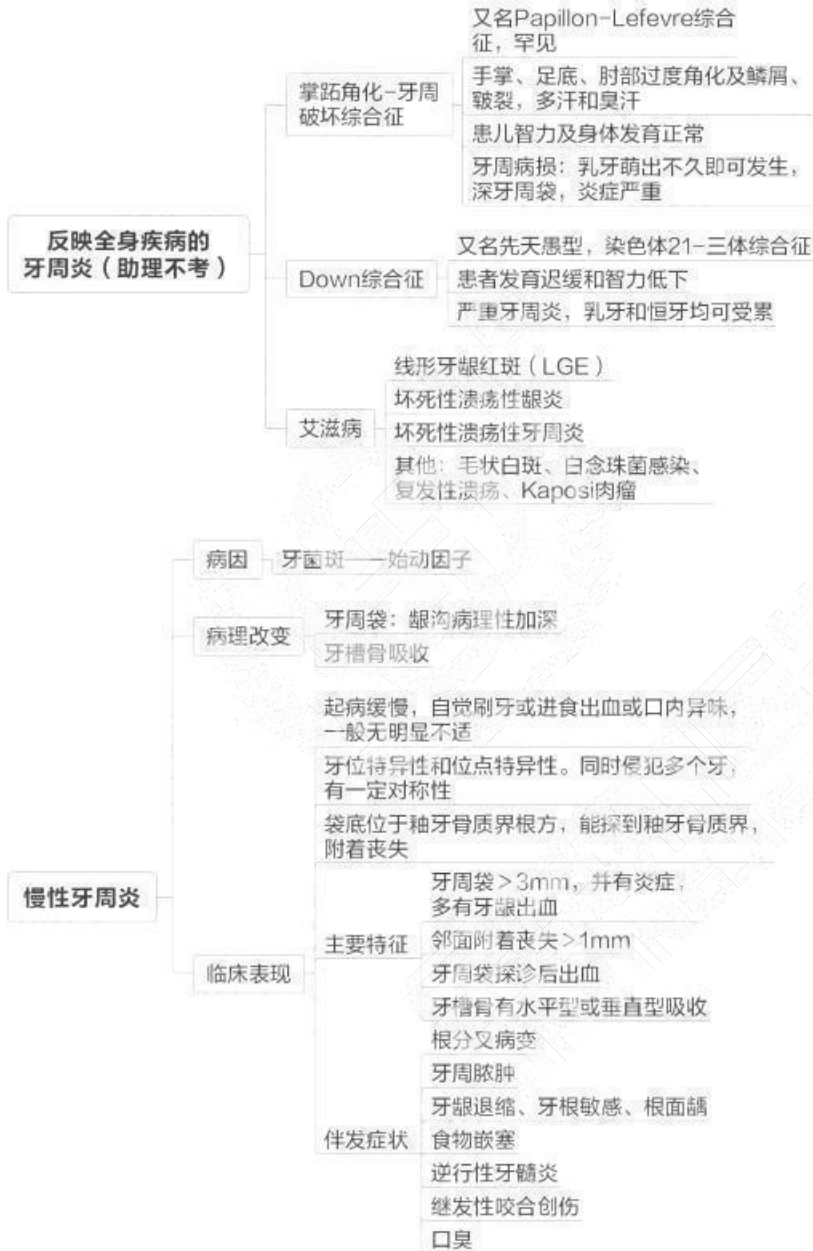 反映全身疾病的
牙周炎（助理不考）
掌跖角化-牙周
破坏综合征
又名Papillon-Lefevre综合
征，罕见
手掌、足底、肘部过度角化及鳞屑、
皲裂，多汗和臭汗
患儿智力及身体发育正常
牙周病损：乳牙萌出不久即可发生，
深牙周袋，炎症严重
Down综合征
又名先天愚型，染色体21-三体综合征
患者发育迟缓和智力低下
严重牙周炎，乳牙和恒牙均可受累
艾滋病
线形牙龈红斑（LGE）
坏死性溃疡性龈炎
坏死性溃疡性牙周炎
其他：毛状白斑、白念珠菌感染、
复发性溃疡、Kaposi肉瘤
慢性牙周炎
病因
牙菌斑——始动因子
病理改变
牙周袋：龈沟病理性加深
牙槽骨吸收
临床表现
起病缓慢，自觉刷牙或进食出血或口内异味，
一般无明显不适
牙位特异性和位点特异性。同时侵犯多个牙，
有一定对称性
袋底位于釉牙骨质界根方，能探到釉牙骨质界，
附着丧失
主要特征
牙周袋＞3mm，并有炎症，
多有牙龈出血
邻面附着丧失＞1mm
牙周袋探诊后出血
牙槽骨有水平型或垂直型吸收
伴发症状
根分叉病变
牙周脓肿
牙龈退缩、牙根敏感、根面龋
食物嵌塞
逆行性牙髓炎
继发性咬合创伤
口臭